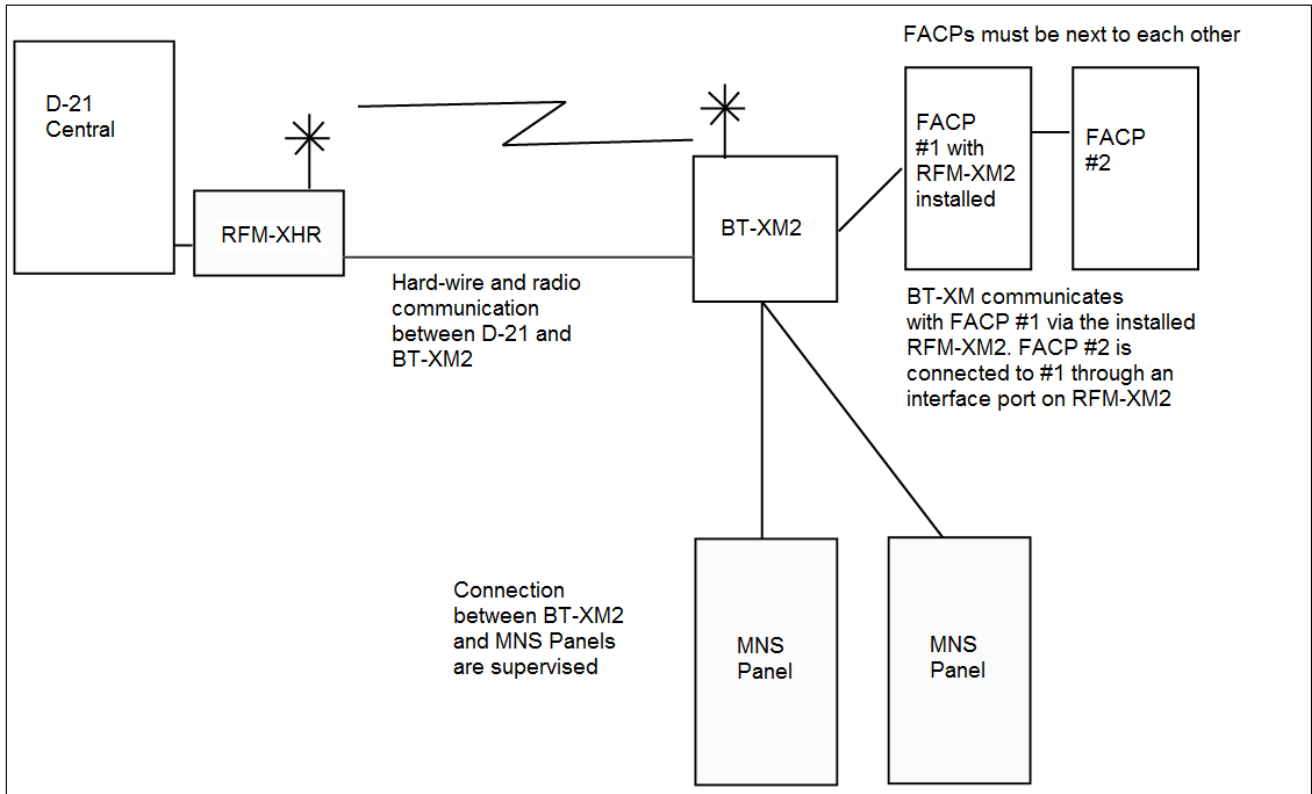 FACPs must be next to each other
D-21
Central
FACP
#1 with
RFM-XM2
installed
FACP
#2
RFM-XHR
BT-XM2
Hard-wire and radio
communication
between D-21 and
BT-XM2
BT-XM communicates
with FACP #1 via the installed
RFM-XM2. FACP #2 is
connected to #1 through an
interface port on RFM-XM2
Connection
between BT-XM2
and MNS Panels
are supervised
MNS
Panel
MNS
Panel